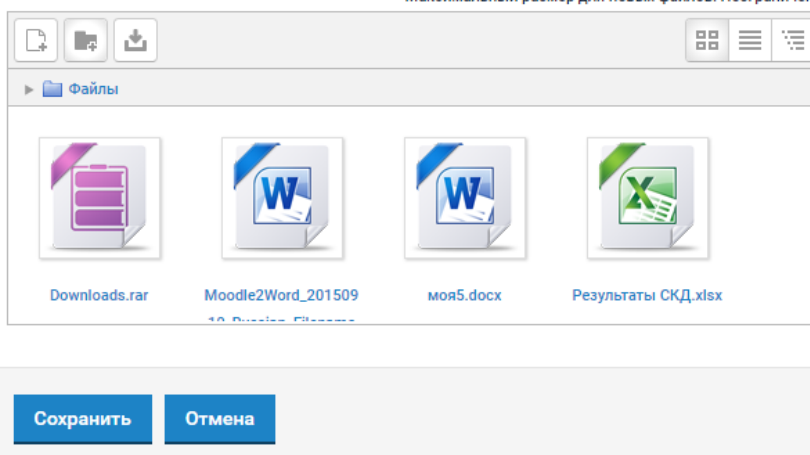 Файлы
Downloads.rar
Moodle2Word_201509
моя5.docx
Результаты СКД.xlsx
Сохранить
Отмена